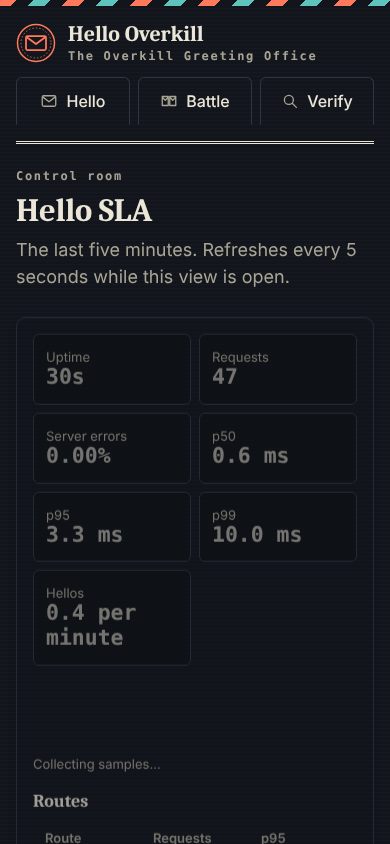 Hello Overkill
The Overkill Greeting Office
Hello
Battle
Verify
Control room
Hello SLA
The last five minutes. Refreshes every 5
seconds while this view is open.
Uptime
30s
Requests
47
Server errors
0.00%
p50
0.6 ms
p95
3.3 ms
p99
10.0 ms
Hellos
0.4 per
minute
Collecting samples…
Routes
Route Requests p95